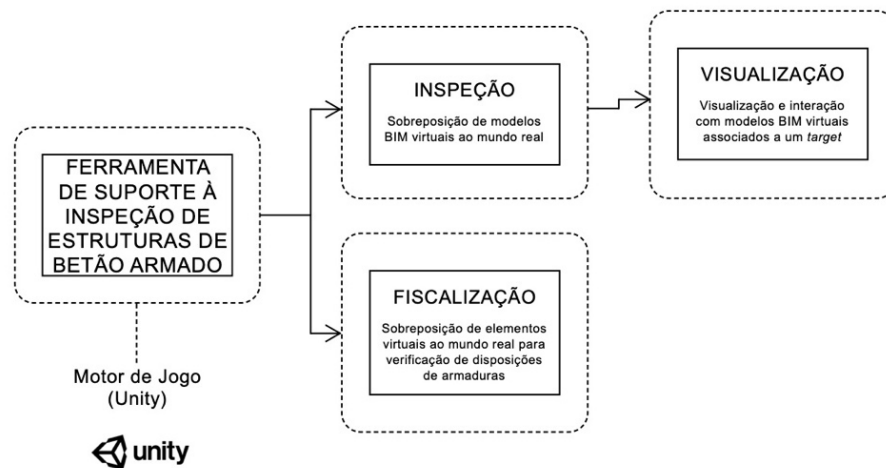 FERRAMENTA
DE SUPORTE À
INSPEÇÃO DE
ESTRUTURAS DE
BETÃO ARMADO
Motor de Jogo
(Unity)
unity
INSPEÇÃO
Sobreposição de modelos
BIM virtuais ao mundo real
VISUALIZAÇÃO
Visualização e interação
com modelos BIM virtuais
associados a um target
FISCALIZAÇÃO
Sobreposição de elementos
virtuais ao mundo real para
verificação de disposições
de armaduras